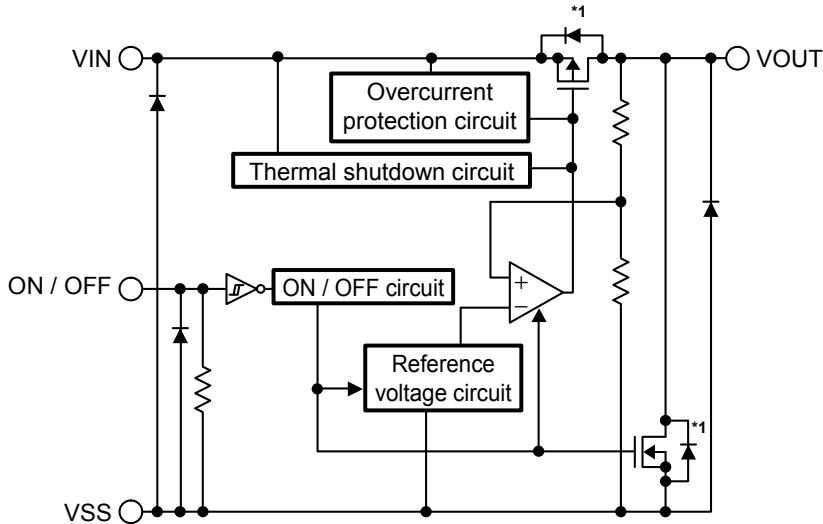 *1
VIN
VOUT
Overcurrent
protection circuit
Thermal shutdown circuit
ON / OFF
ON / OFF circuit
+
−
Reference
voltage circuit
*1
VSS